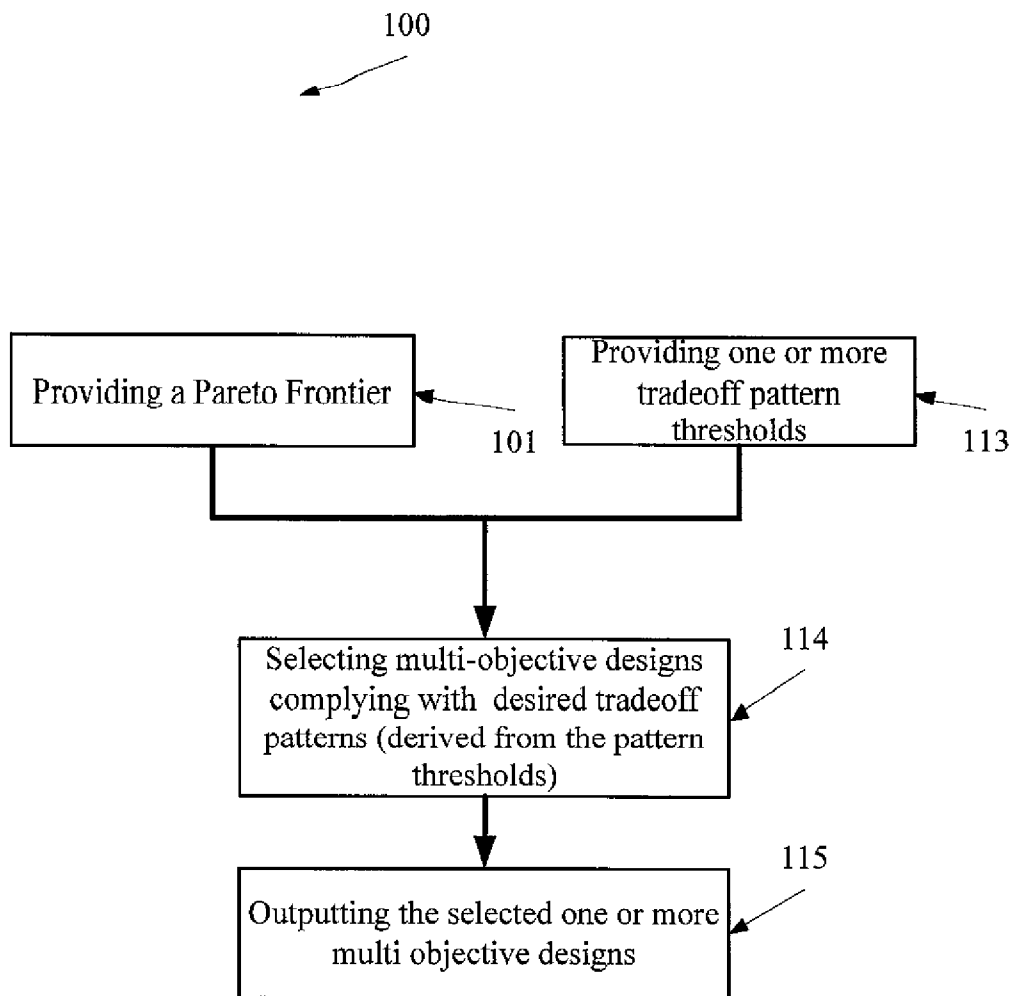 100
Providing a Pareto Frontier
101
Providing one or more
tradeoff pattern
thresholds
113
Selecting multi-objective designs
complying with desired tradeoff
patterns (derived from the pattern
thresholds)
114
Outputting the selected one or more
multi objective designs
115